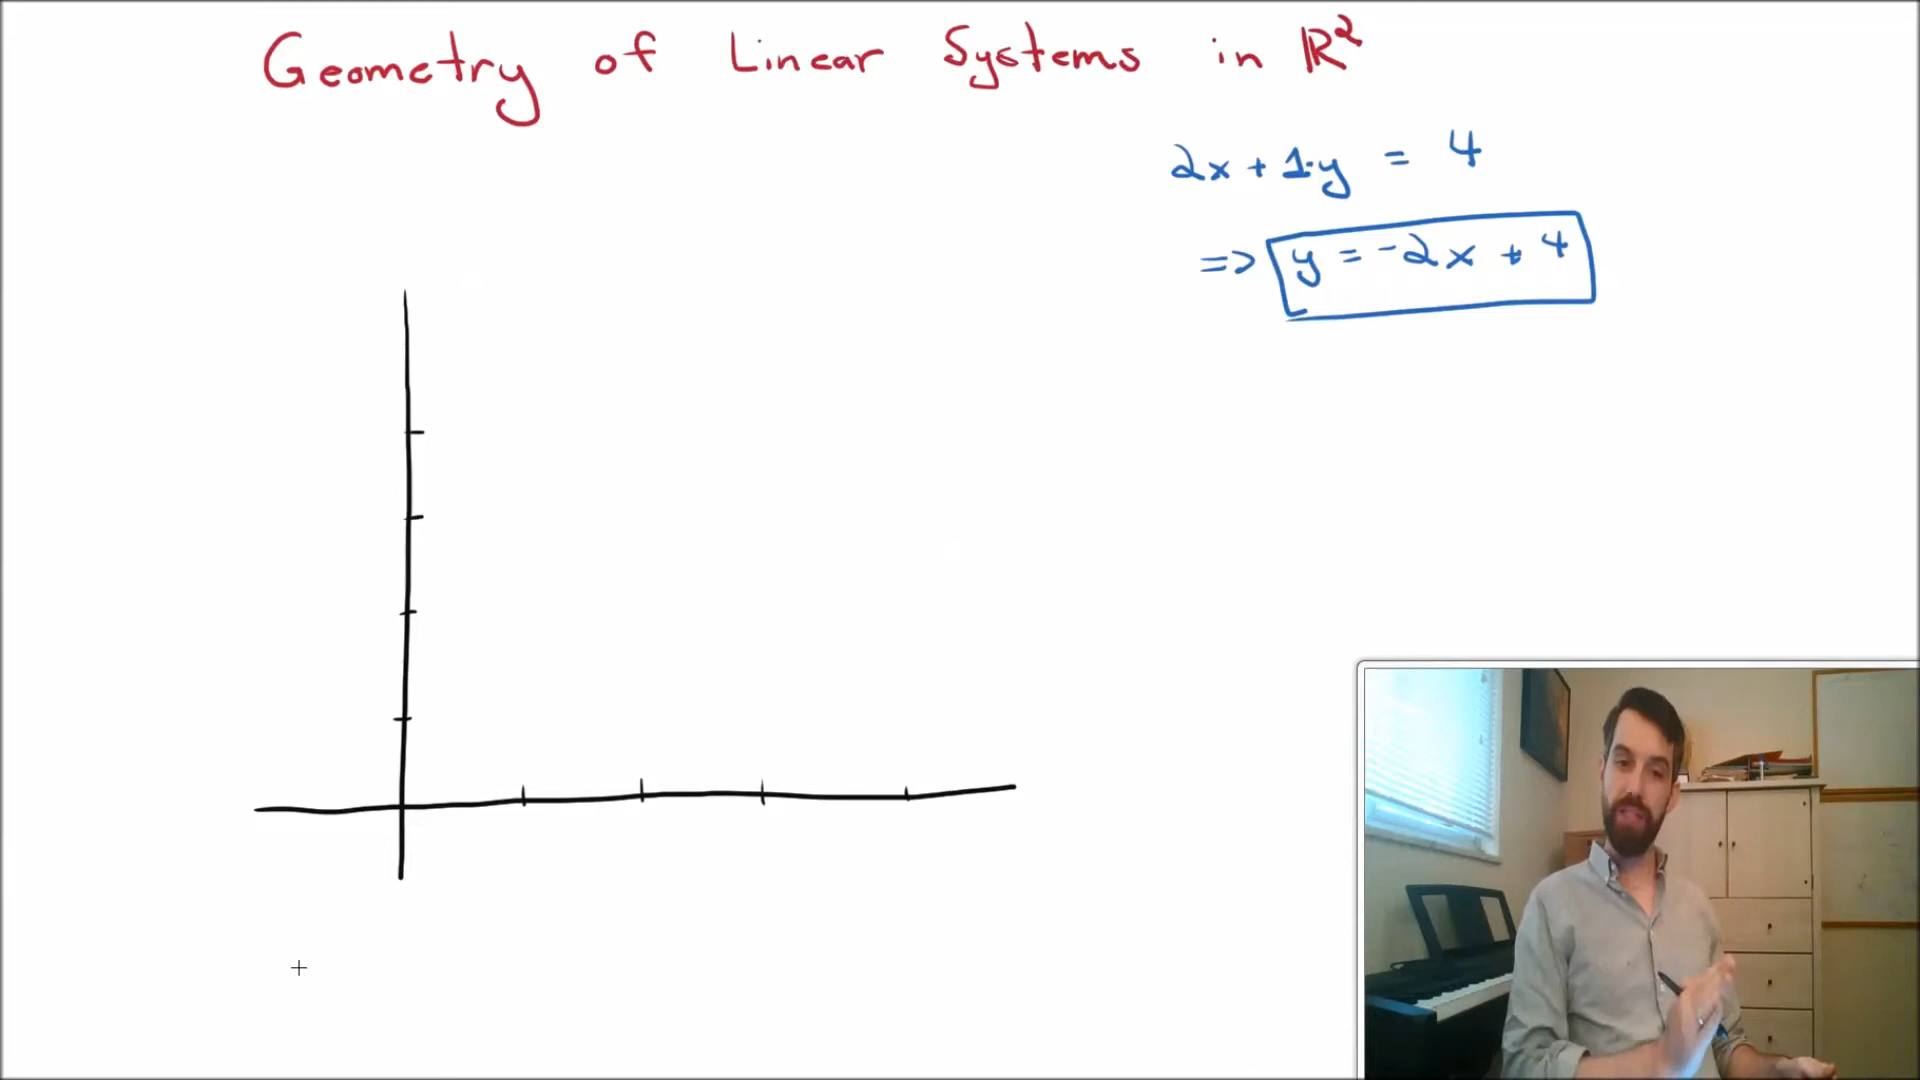 Geometry of Linear Systems in ℝ²
2x + 1·y = 4
=> y = -2x + 4